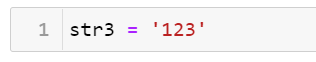 1 str3 = '123'